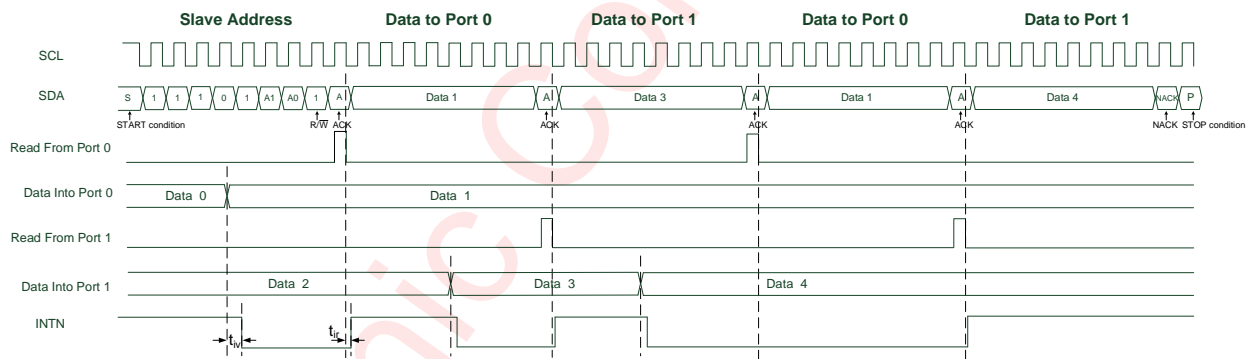 Slave Address Data to Port 0 Data to Port 1 Data to Port 0 Data to Port 1
SCL
SDA S 1 1 1 0 1 A1 A0 1 A Data 1 A Data 3 A Data 1 A Data 4 NACK P
START condition R/W ACK ACK ACK ACK NACK STOP condition
Read From Port 0
Data Into Port 0 Data 0 Data 1
Read From Port 1
Data Into Port 1 Data 2 Data 3 Data 4
INTN
tiv tir